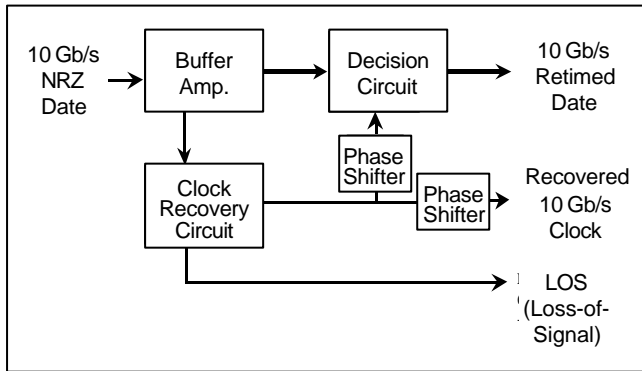 10 Gb/s
NRZ
Date
Buffer
Amp.
Decision
Circuit
10 Gb/s
Retimed
Date
Phase
Shifter
Clock
Recovery
Circuit
Phase
Shifter
Recovered
10 Gb/s
Clock
LOS
(Loss-of-
Signal)